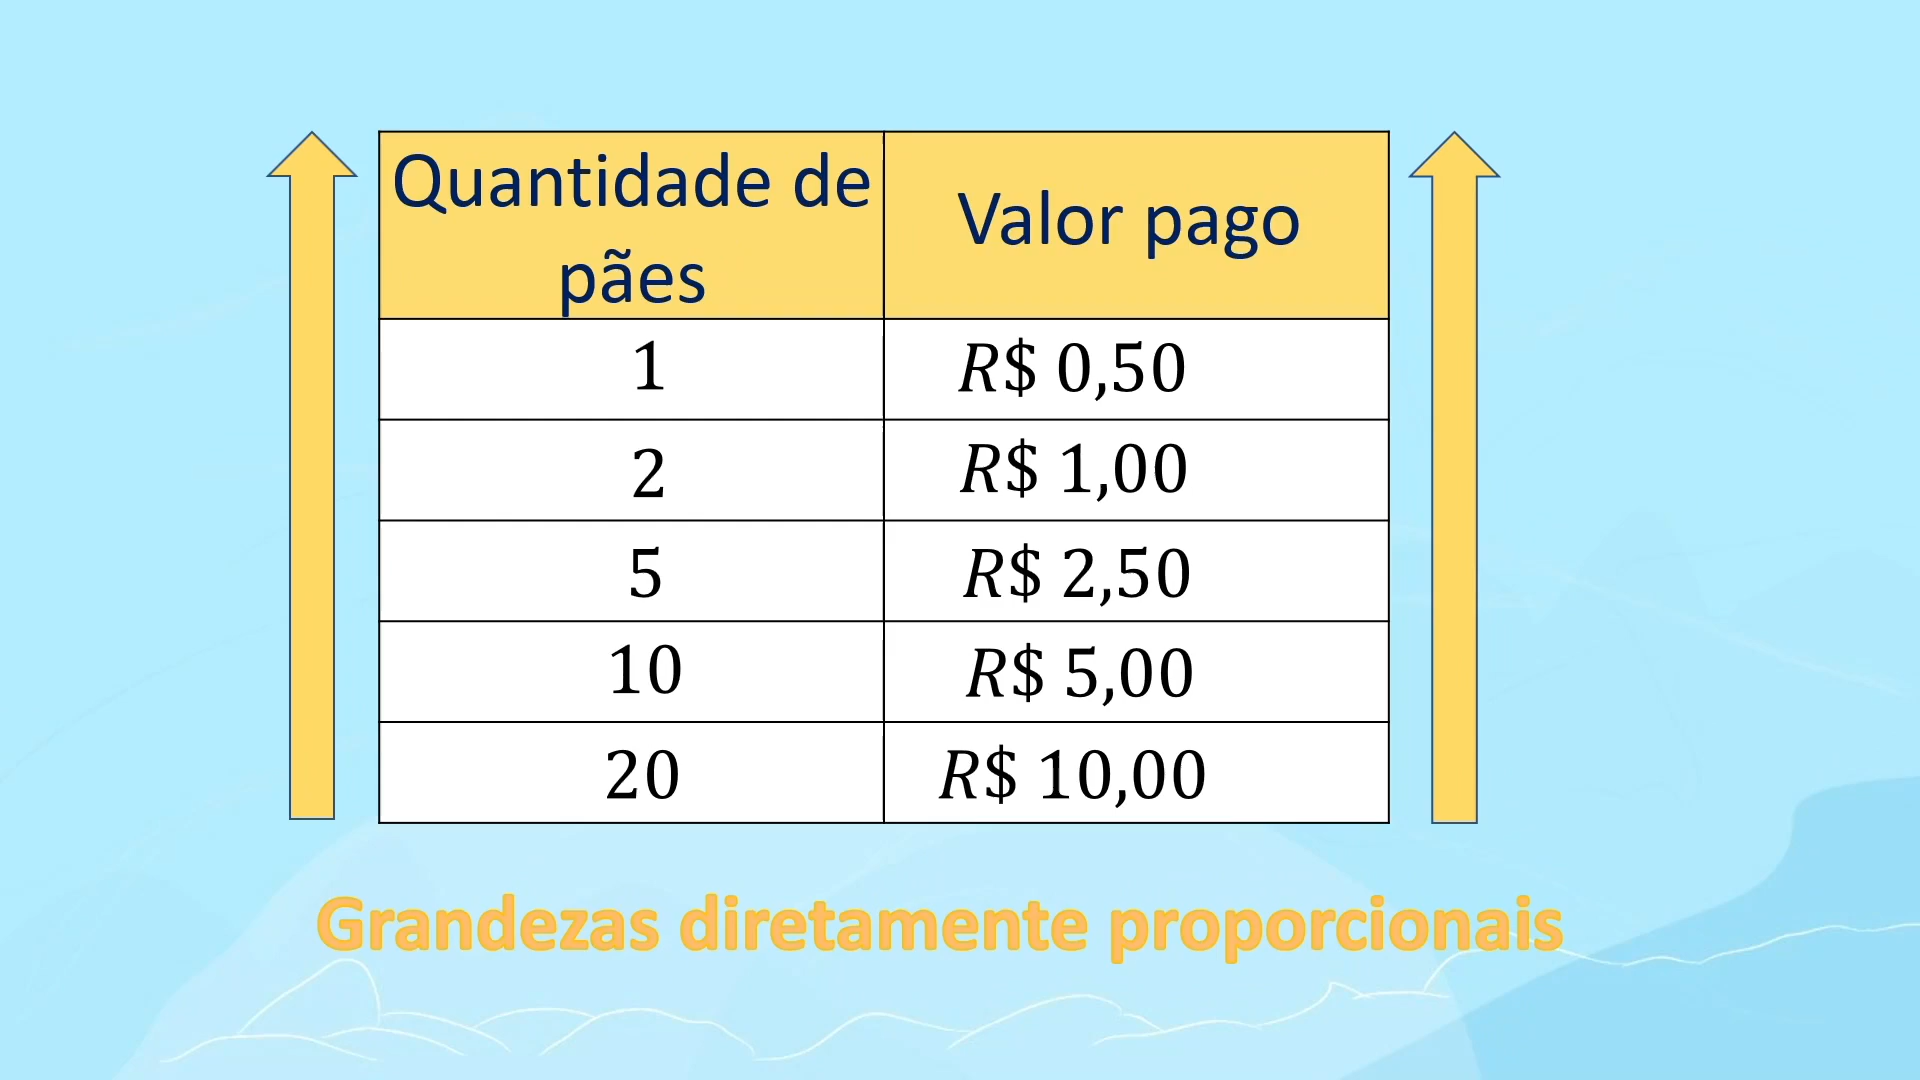 Quantidade de
pães
Valor pago
1
R$ 0,50
2
R$ 1,00
5
R$ 2,50
10
R$ 5,00
20
R$ 10,00
Grandezas diretamente proporcionais